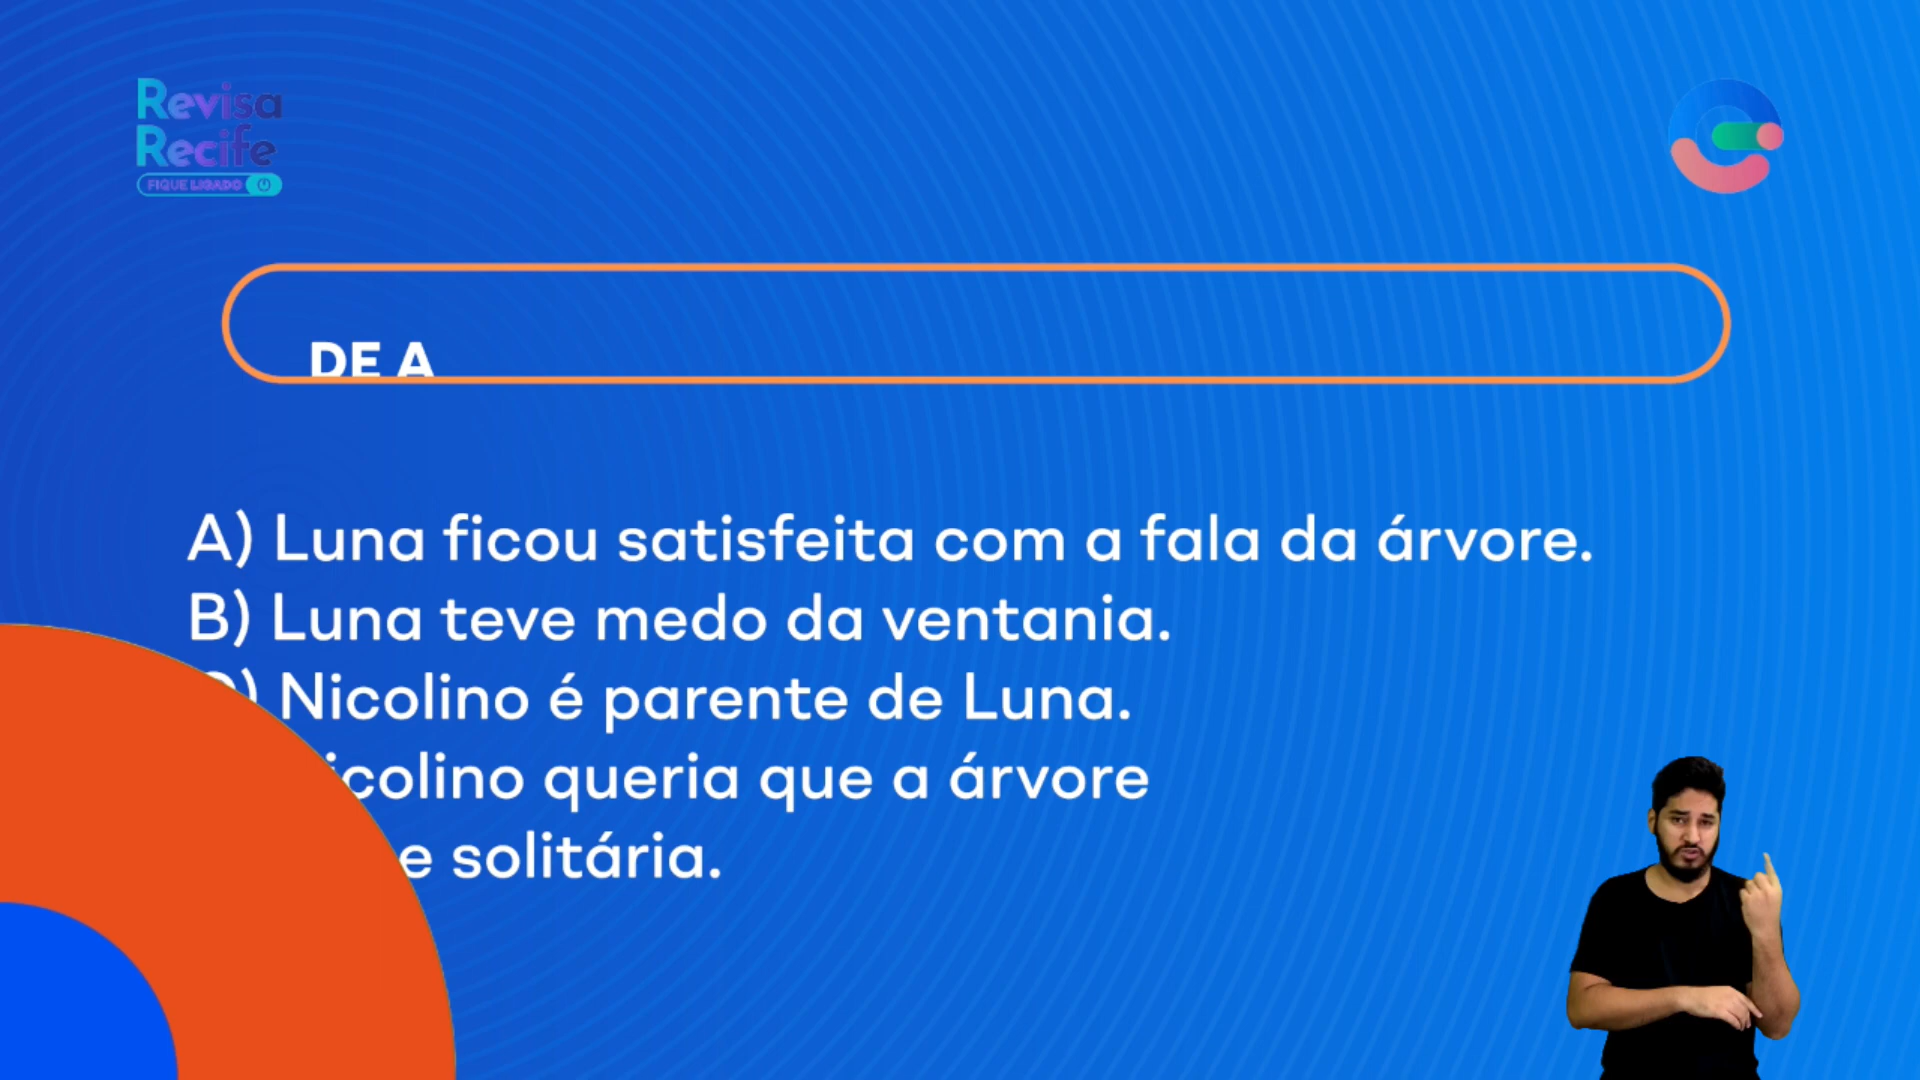 Revisa
Recife
FIQUE LIGADO
DE A
A) Luna ficou satisfeita com a fala da árvore.
B) Luna teve medo da ventania.
) Nicolino é parente de Luna.
icolino queria que a árvore
e solitária.